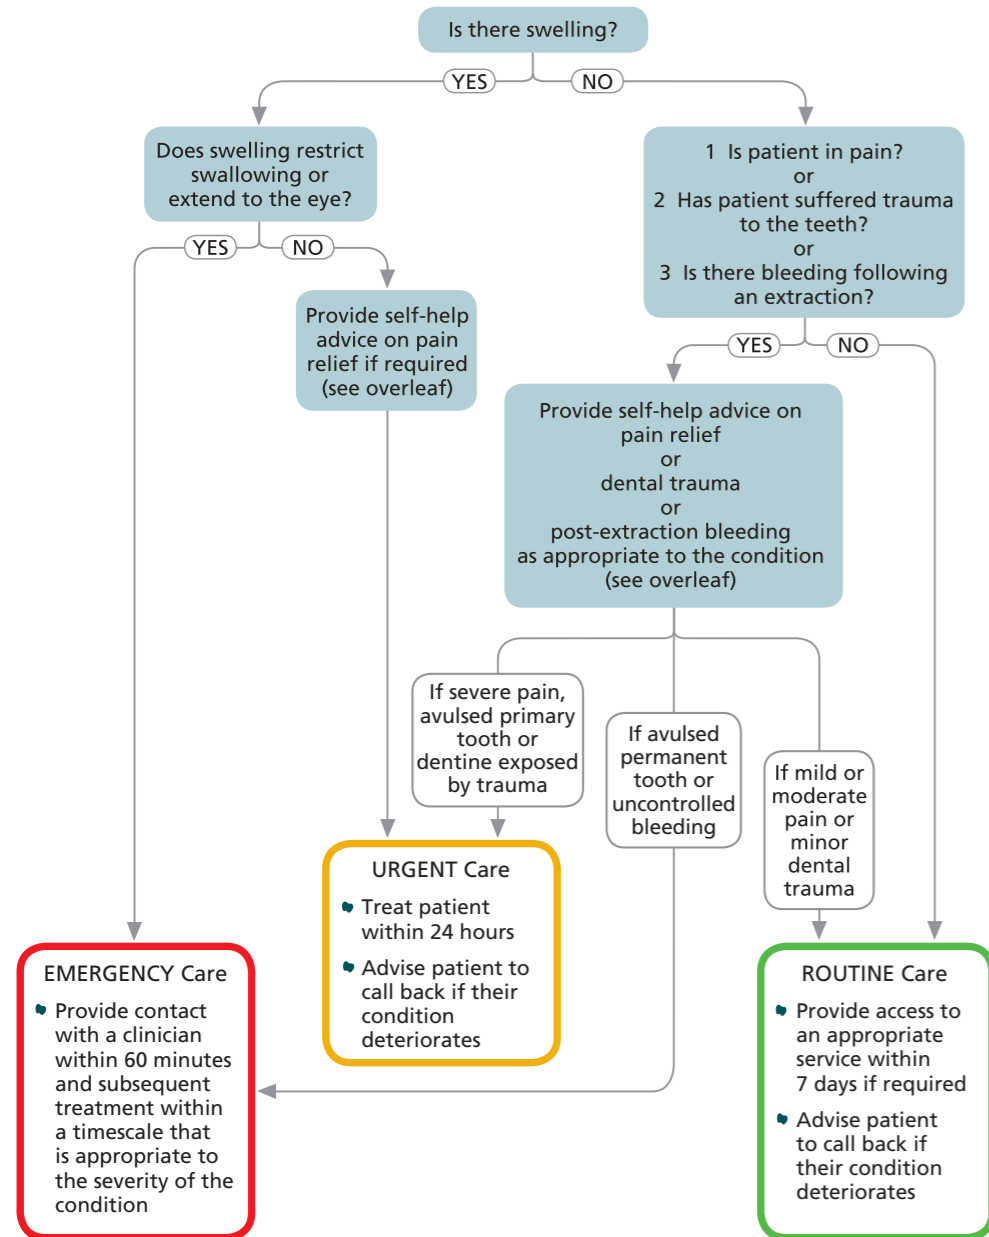 Is there swelling?
YES
NO
Does swelling restrict
swallowing or
extend to the eye?
1 Is patient in pain?
or
2 Has patient suffered trauma
to the teeth?
or
3 Is there bleeding following
an extraction?
YES
NO
Provide self-help
advice on pain
relief if required
(see overleaf)
YES
NO
Provide self-help advice on
pain relief
or
dental trauma
or
post-extraction bleeding
as appropriate to the condition
(see overleaf)
If severe pain,
avulsed primary
tooth or
dentine exposed
by trauma
If avulsed
permanent
tooth or
uncontrolled
bleeding
If mild or
moderate
pain or
minor
dental
trauma
URGENT Care
Treat patient
within 24 hours
Advise patient to
call back if their
condition
deteriorates
EMERGENCY Care
Provide contact
with a clinician
within 60 minutes
and subsequent
treatment within
a timescale that
is appropriate to
the severity of the
condition
ROUTINE Care
Provide access to
an appropriate
service within
7 days if required
Advise patient
to call back if
their condition
deteriorates